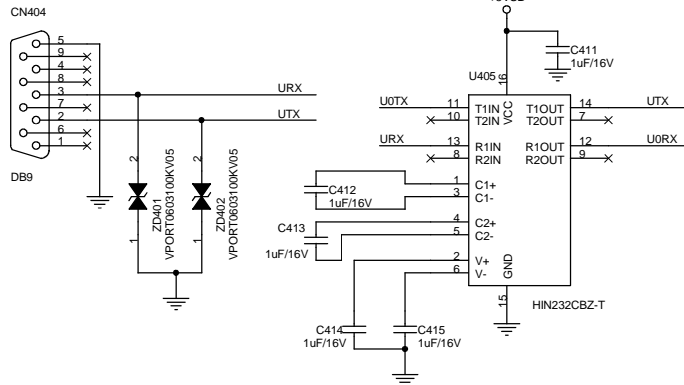 CN404
5
9
4
8
3
7
2
6
1
DB9
URX
UTX
2
1
ZD401
VPORT0603100KV05
2
1
ZD402
VPORT0603100KV05
C411
1uF/16V
U405
16
VCC
U0TX
11
T1IN
T1OUT
14
UTX
10
T2IN
T2OUT
7
URX
13
R1IN
R1OUT
12
U0RX
8
R2IN
R2OUT
9
C412
1uF/16V
1
C1+
3
C1-
C413
1uF/16V
4
C2+
5
C2-
2
V+
6
V-
GND
15
HIN232CBZ-T
C414
1uF/16V
C415
1uF/16V